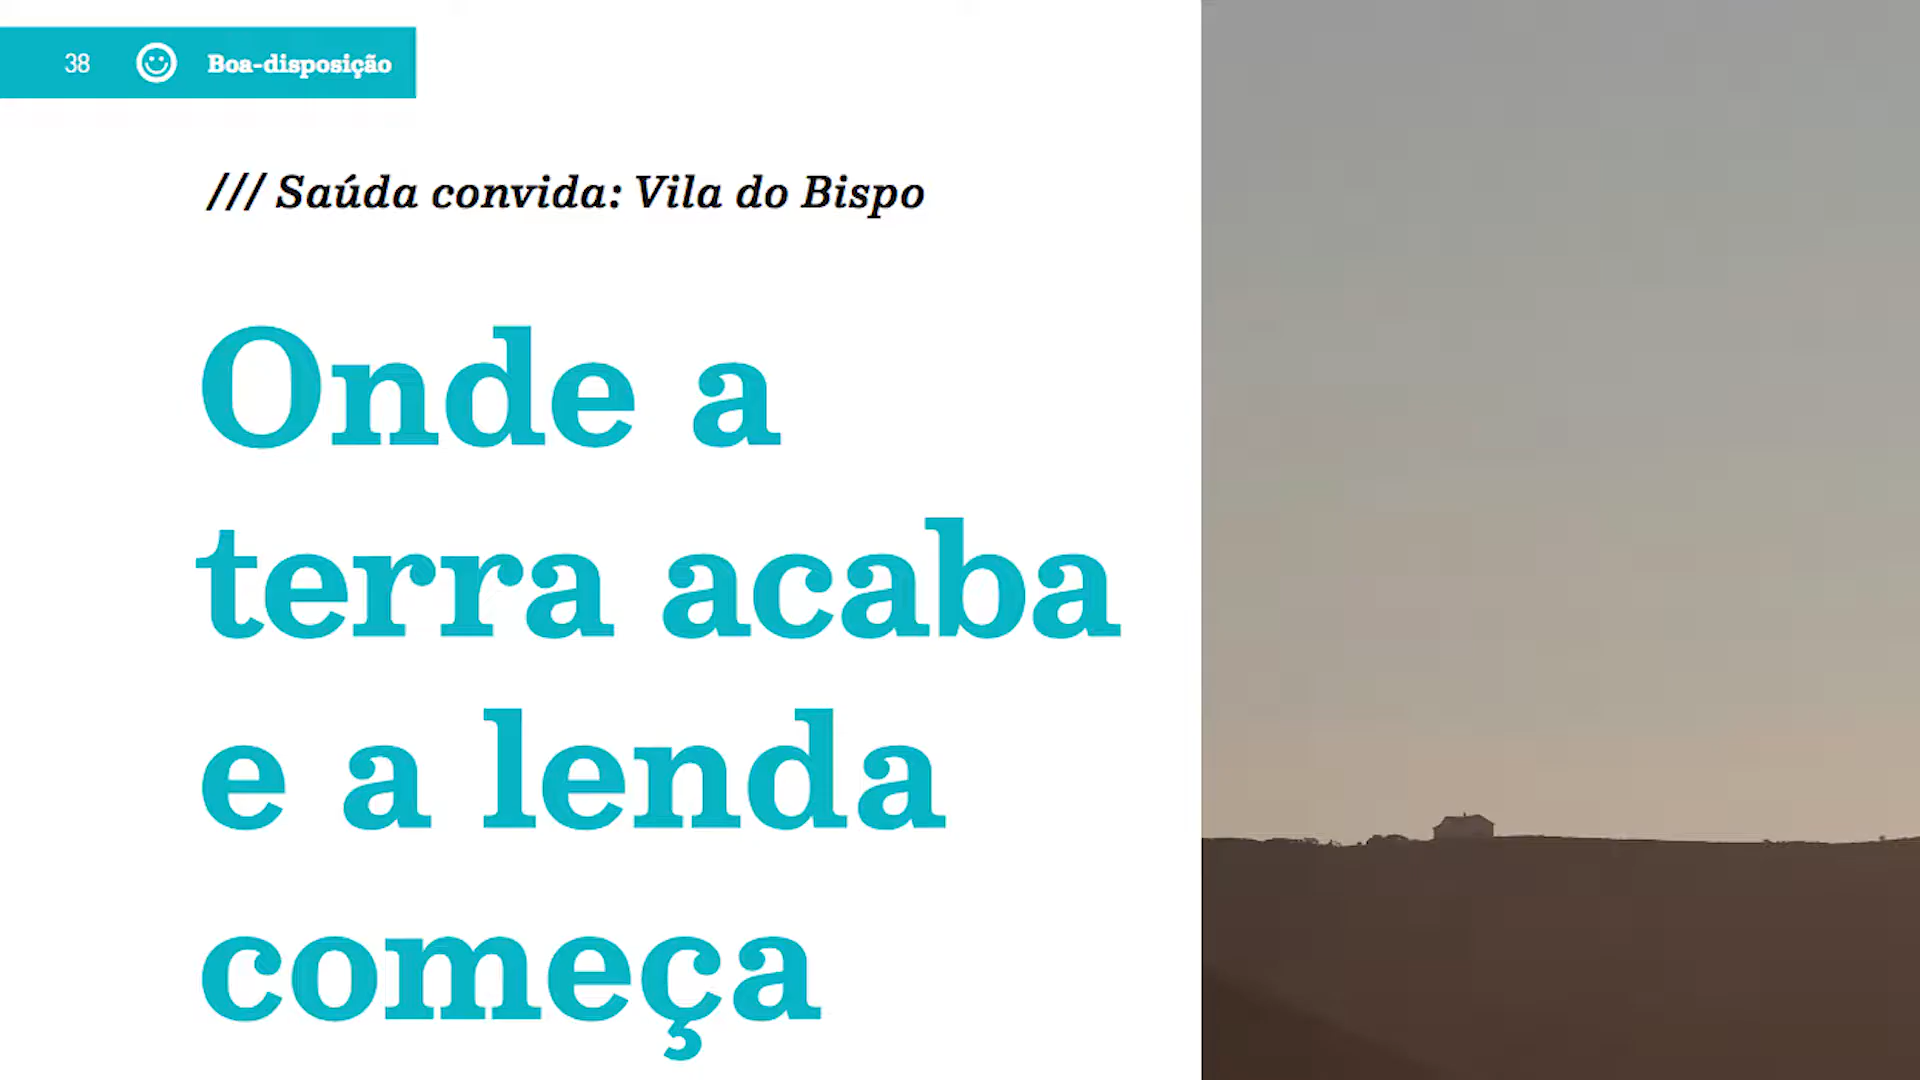 38 Boa-disposição
/// Saúda convida: Vila do Bispo
Onde a
terra acaba
e a lenda
começa